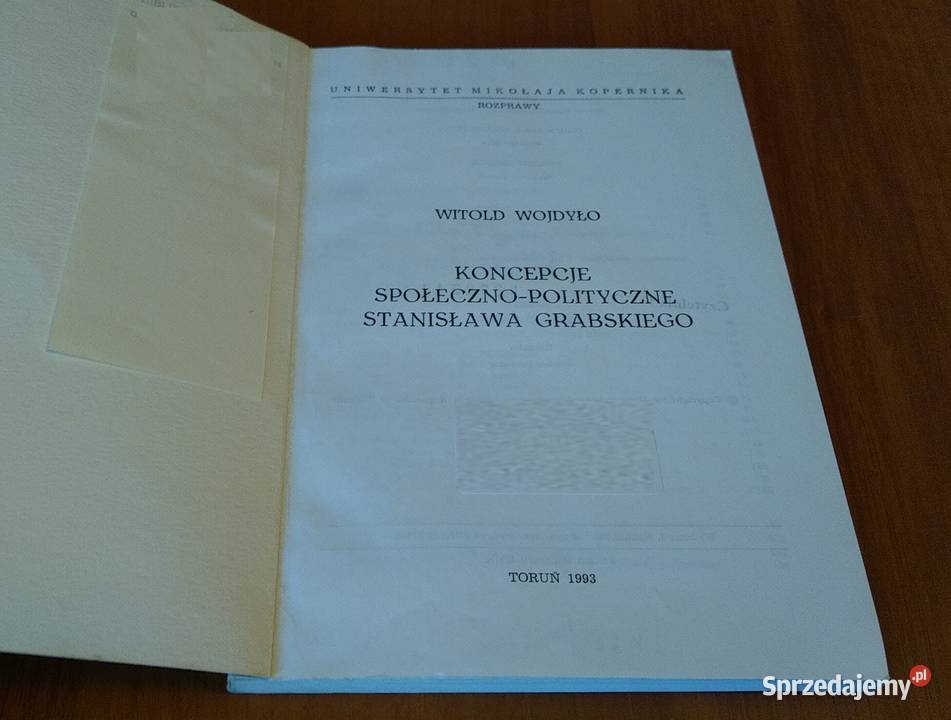 UNIWERSYTET MIKOŁAJA KOPERNIKA
ROZPRAWY
WITOLD WOJDYŁO
KONCEPCJE
SPOŁECZNO-POLITYCZNE
STANISŁAWA GRABSKIEGO
TORUŃ 1993
Sprzedajemy.pl